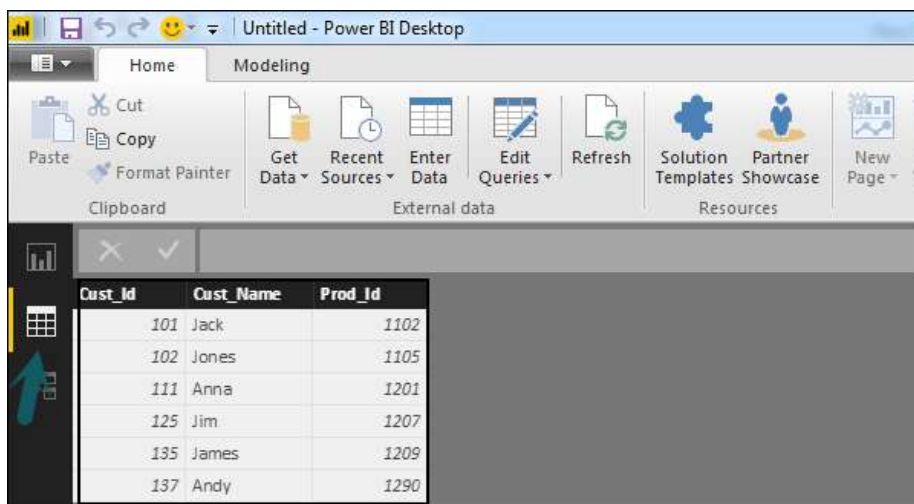 Untitled - Power BI Desktop
Home Modeling
Cut
Copy
Format Painter
Paste
Clipboard
Get Data
Recent Sources
Enter Data
Edit Queries
Refresh
External data
Solution Templates
Partner Showcase
Resources
New Page
Cust_Id Cust_Name Prod_Id
101 Jack 1102
102 Jones 1105
111 Anna 1201
125 Jim 1207
135 James 1209
137 Andy 1290